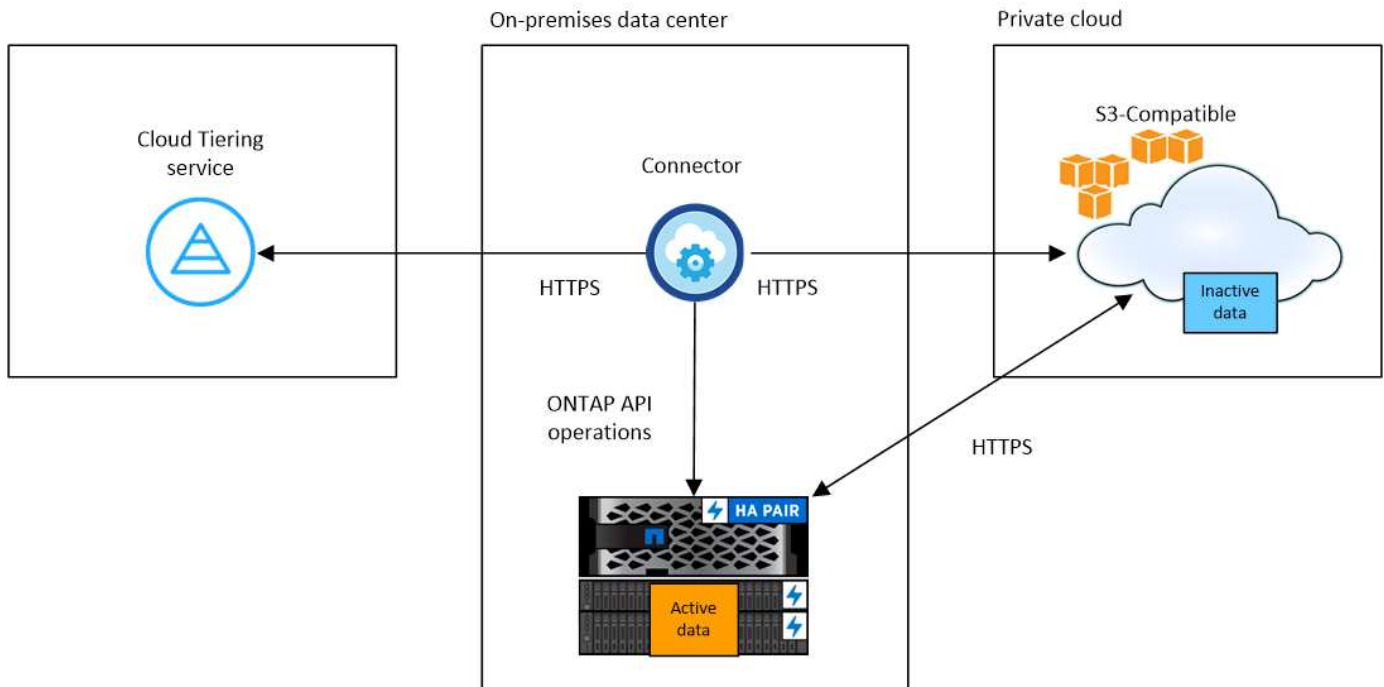 On-premises data center
Private cloud
Cloud Tiering
service
Connector
S3-Compatible
HTTPS
HTTPS
Inactive
data
ONTAP API
operations
HTTPS
HA PAIR
Active
data